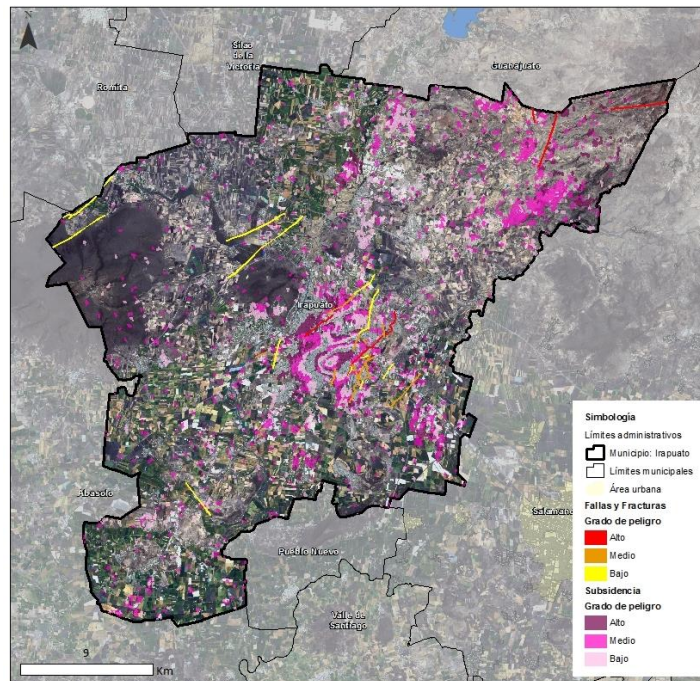 N
Silao
de la
Victoria
Guanajuato
Romita
Irapuato
Abasolo
Salamanca
Pueblo Nuevo
Valle de
Santiago
Simbología
Límites administrativos
Municipio: Irapuato
Límites municipales
Área urbana
Fallas y Fracturas
Grado de peligro
Alto
Medio
Bajo
Subsidencia
Grado de peligro
Alto
Medio
Bajo
9
Km